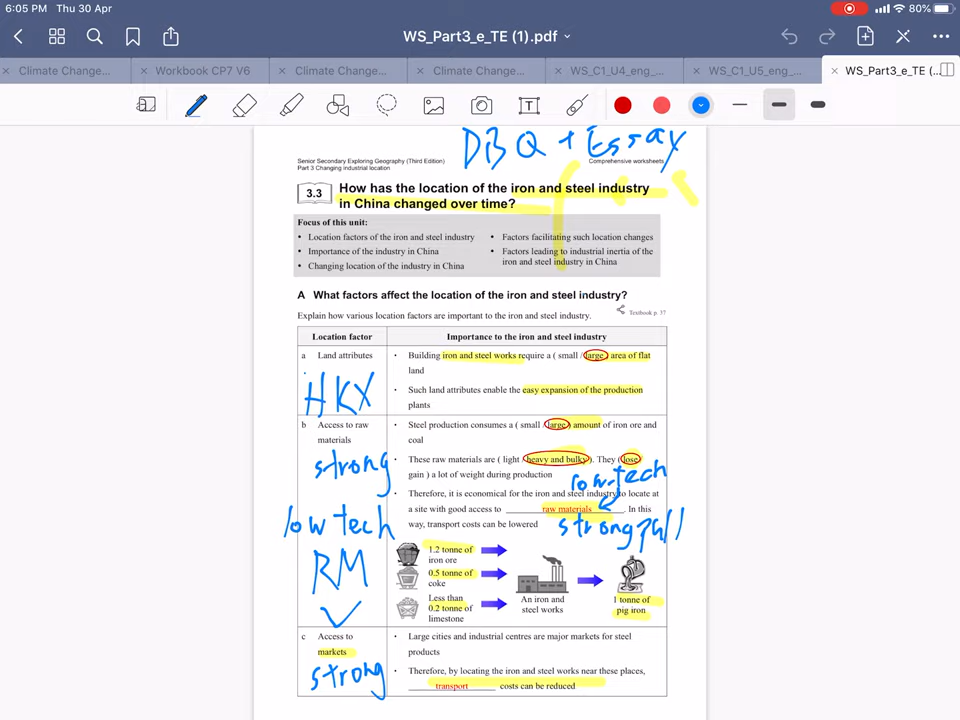 6:05 PM Thu 30 Apr
80%
WS_Part3_e_TE (1).pdf
Climate Change...
Workbook CP7 V6
Climate Change...
Climate Change...
WS_C1_U4_eng_...
WS_C1_U5_eng_...
WS_Part3_e_TE (...
DBQ + Essay
Senior Secondary Exploring Geography (Third Edition)
Part 3 Changing industrial location
Comprehensive worksheets
3.3 How has the location of the iron and steel industry
in China changed over time?
Focus of this unit:
• Location factors of the iron and steel industry
• Importance of the industry in China
• Changing location of the industry in China
• Factors facilitating such location changes
• Factors leading to industrial inertia of the
iron and steel industry in China
A What factors affect the location of the iron and steel industry?
Explain how various location factors are important to the iron and steel industry.
Textbook p. 37
Location factor
Importance to the iron and steel industry
a Land attributes
HKX
• Building iron and steel works require a ( small / large ) area of flat
land
• Such land attributes enable the easy expansion of the production
plants
b Access to raw
materials
strong
low tech
RM
• Steel production consumes a ( small / large ) amount of iron ore and
coal
• These raw materials are ( light / heavy and bulky ). They ( lose /
gain ) a lot of weight during production
low-tech
• Therefore, it is economical for the iron and steel industry to locate at
a site with good access to raw materials. In this
way, transport costs can be lowered
strong pull
1.2 tonne of
iron ore
0.5 tonne of
coke
Less than
0.2 tonne of
limestone
An iron and
steel works
1 tonne of
pig iron
c Access to
markets
strong
• Large cities and industrial centres are major markets for steel
products
• Therefore, by locating the iron and steel works near these places,
transport costs can be reduced